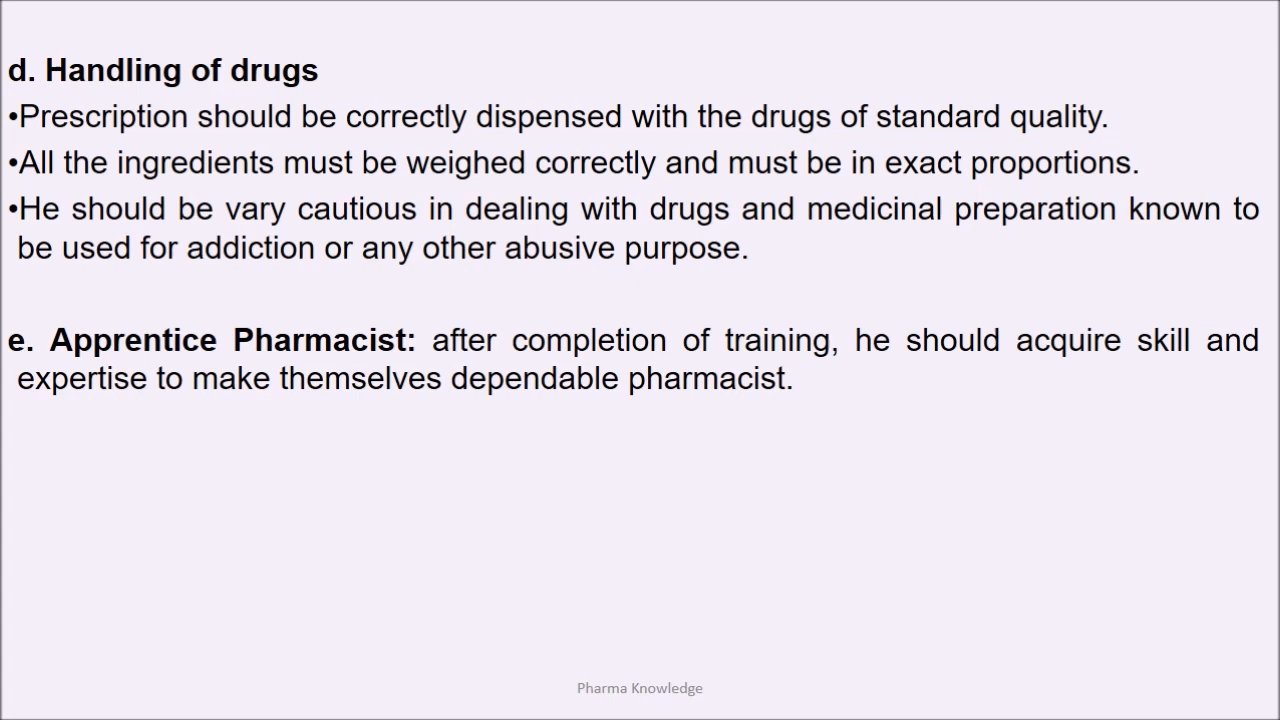 d. Handling of drugs
•Prescription should be correctly dispensed with the drugs of standard quality.
•All the ingredients must be weighed correctly and must be in exact proportions.
•He should be vary cautious in dealing with drugs and medicinal preparation known to
be used for addiction or any other abusive purpose.
e. Apprentice Pharmacist: after completion of training, he should acquire skill and
expertise to make themselves dependable pharmacist.
Pharma Knowledge